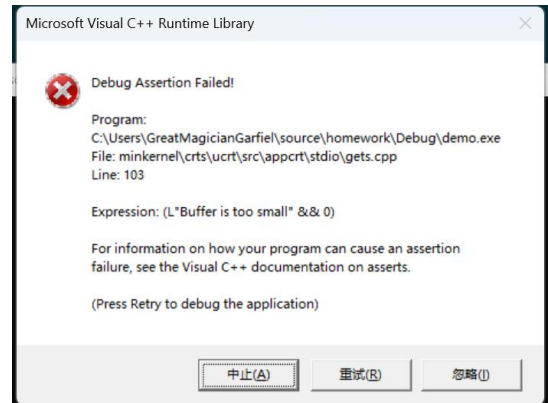 Microsoft Visual C++ Runtime Library
Debug Assertion Failed!
Program:
C:\Users\GreatMagicianGarfiel\source\homework\Debug\demo.exe
File: minkernel\crts\ucrt\src\appcrt\stdio\gets.cpp
Line: 103
Expression: (L"Buffer is too small" && 0)
For information on how your program can cause an assertion
failure, see the Visual C++ documentation on asserts.
(Press Retry to debug the application)
中止(A) 重试(R) 忽略(I)